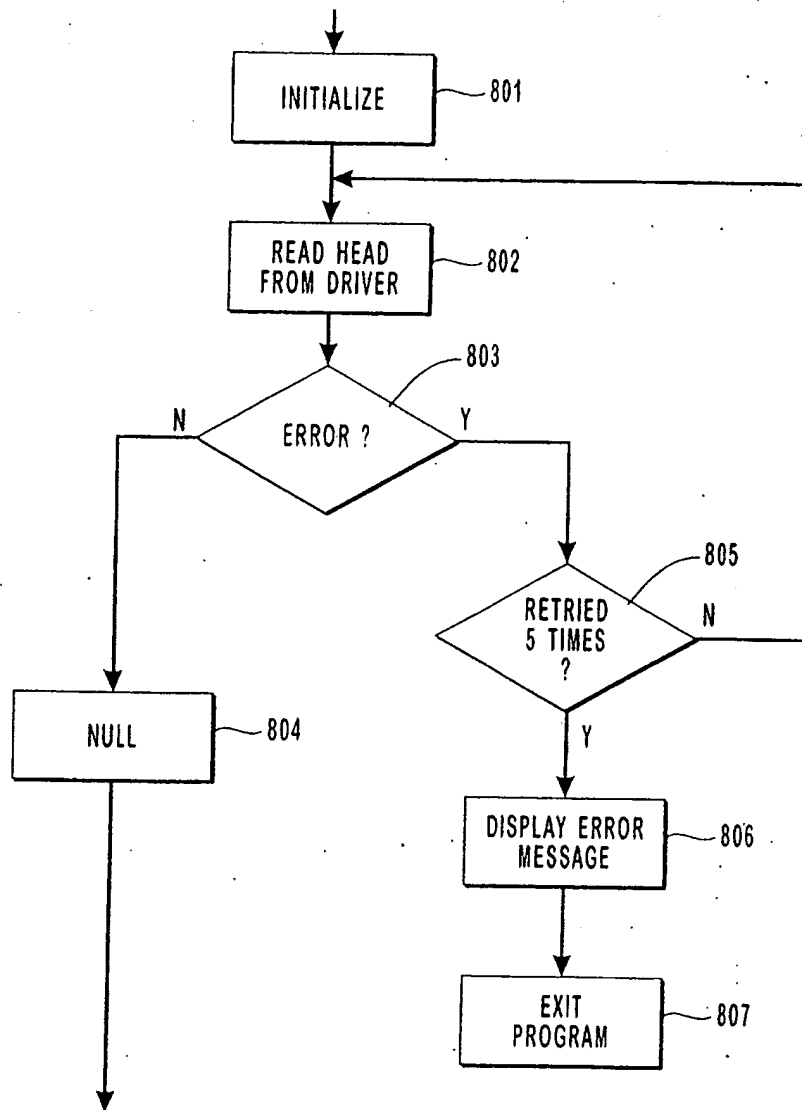 INITIALIZE
801
READ HEAD
FROM DRIVER
802
803
ERROR ?
N
Y
805
RETRIED
5 TIMES
?
N
Y
NULL
804
DISPLAY ERROR
MESSAGE
806
EXIT
PROGRAM
807